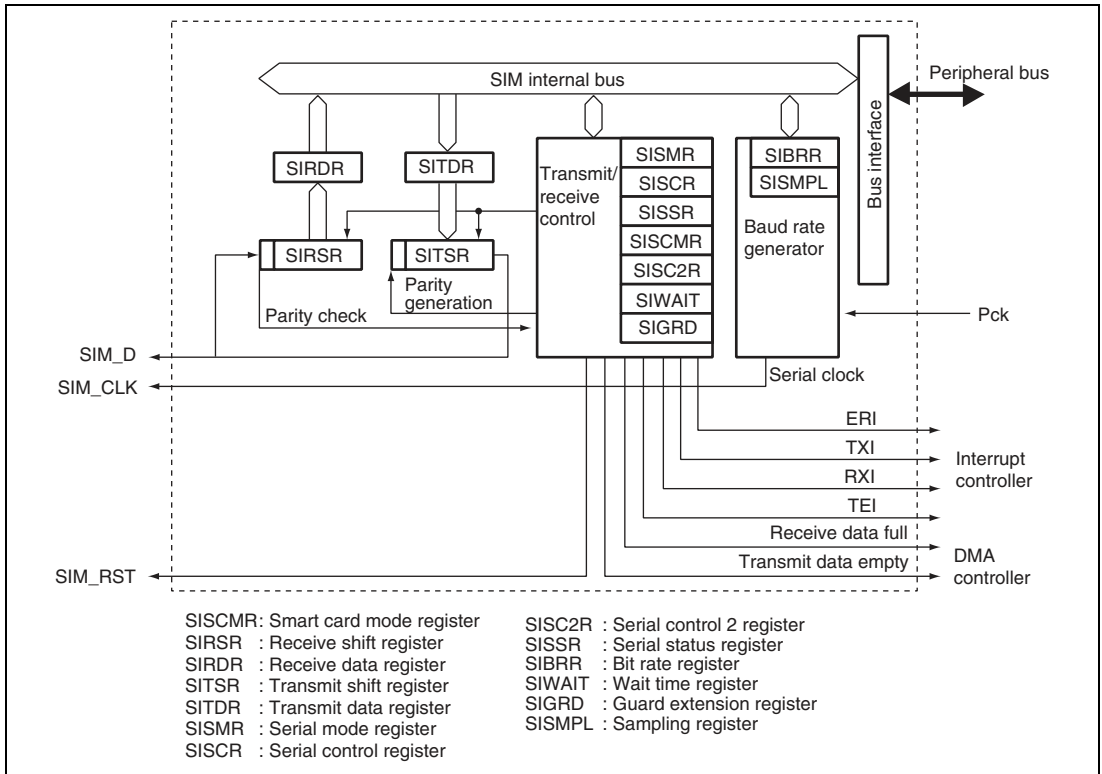 SIM internal bus
Peripheral bus
Bus interface
SIRDR
SITDR
Transmit/
receive
control
SISMR
SISCR
SISSR
SISCMR
SISC2R
SIWAIT
SIGRD
SIBRR
SISMPL
Baud rate
generator
SIRSR
SITSR
Parity
generation
Parity check
Pck
SIM_D
SIM_CLK
Serial clock
ERI
TXI
RXI
TEI
Interrupt
controller
Receive data full
Transmit data empty
DMA
controller
SIM_RST
SISCMR: Smart card mode register
SIRSR : Receive shift register
SIRDR : Receive data register
SITSR : Transmit shift register
SITDR : Transmit data register
SISMR : Serial mode register
SISCR : Serial control register
SISC2R : Serial control 2 register
SISSR : Serial status register
SIBRR : Bit rate register
SIWAIT : Wait time register
SIGRD : Guard extension register
SISMPL : Sampling register